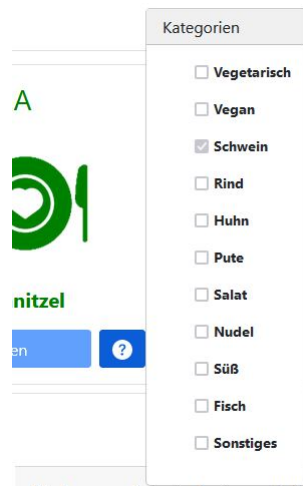 Kategorien
A
Vegetarisch
Vegan
Schwein
Rind
Huhn
Pute
Salat
nitzel
Nudel
en
?
Süß
Fisch
Sonstiges